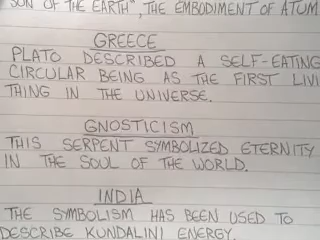 SON OF THE EARTH", THE EMBODIMENT OF ATUM
GREECE
PLATO DESCRIBED A SELF-EATING
CIRCULAR BEING AS THE FIRST LIVI
THING IN THE UNIVERSE.
GNOSTICISM
THIS SERPENT SYMBOLIZED ETERNITY
IN THE SOUL OF THE WORLD.
INDIA
THE SYMBOLISM HAS BEEN USED TO
DESCRIBE KUNDALINI ENERGY.